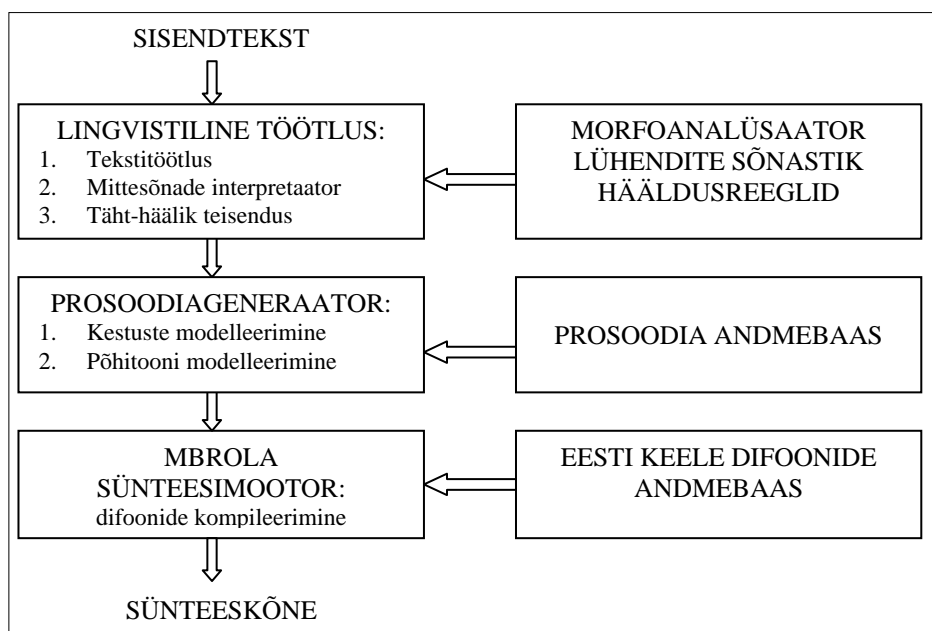 SISENDTEKST
LINGVISTILINE TÖÖTLUS:
1. Tekstitöötlus
2. Mittesõnade interpretaator
3. Täht-häälik teisendus
MORFOANALÜSAATOR
LÜHENDITE SÕNASTIK
HÄÄLDUSREEGLID
PROSOODIAGENERAATOR:
1. Kestuste modelleerimine
2. Põhitooni modelleerimine
PROSOODIA ANDMEBAAS
MBROLA
SÜNTEESIMOOTOR:
difoonide kompileerimine
EESTI KEELE DIFOONIDE
ANDMEBAAS
SÜNTEESKÕNE